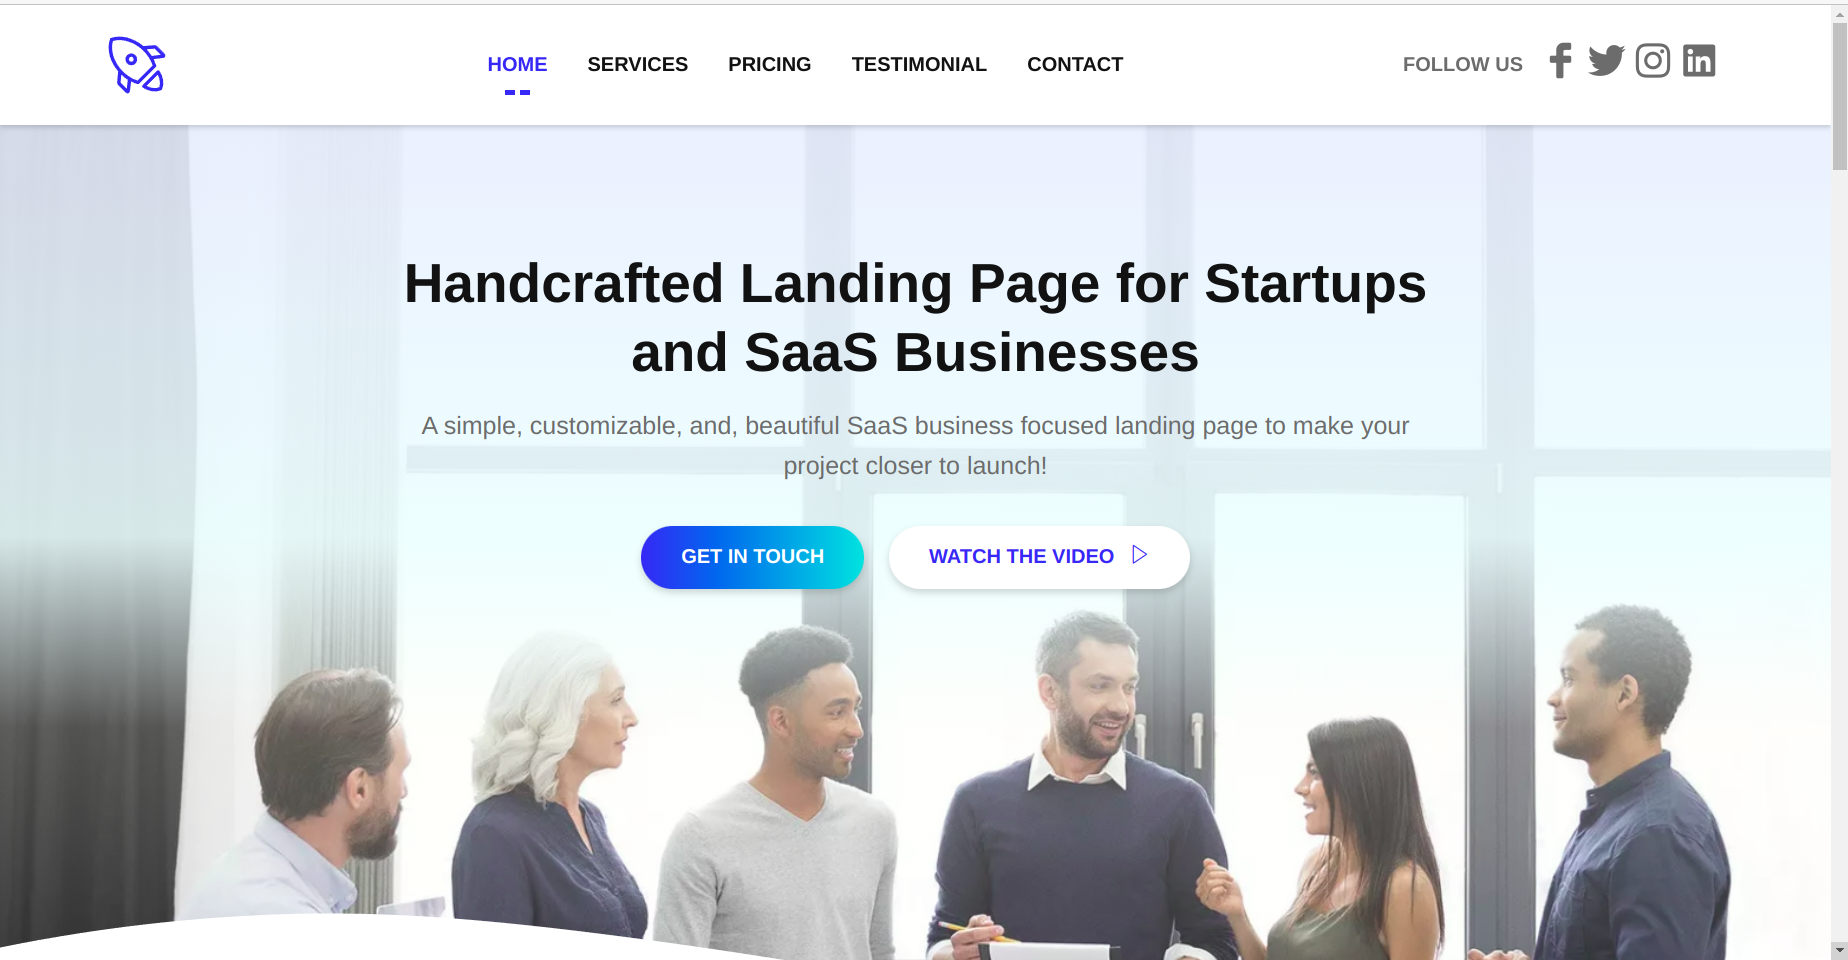 HOME SERVICES PRICING TESTIMONIAL CONTACT FOLLOW US
Handcrafted Landing Page for Startups
and SaaS Businesses
A simple, customizable, and, beautiful SaaS business focused landing page to make your
project closer to launch!
GET IN TOUCH WATCH THE VIDEO